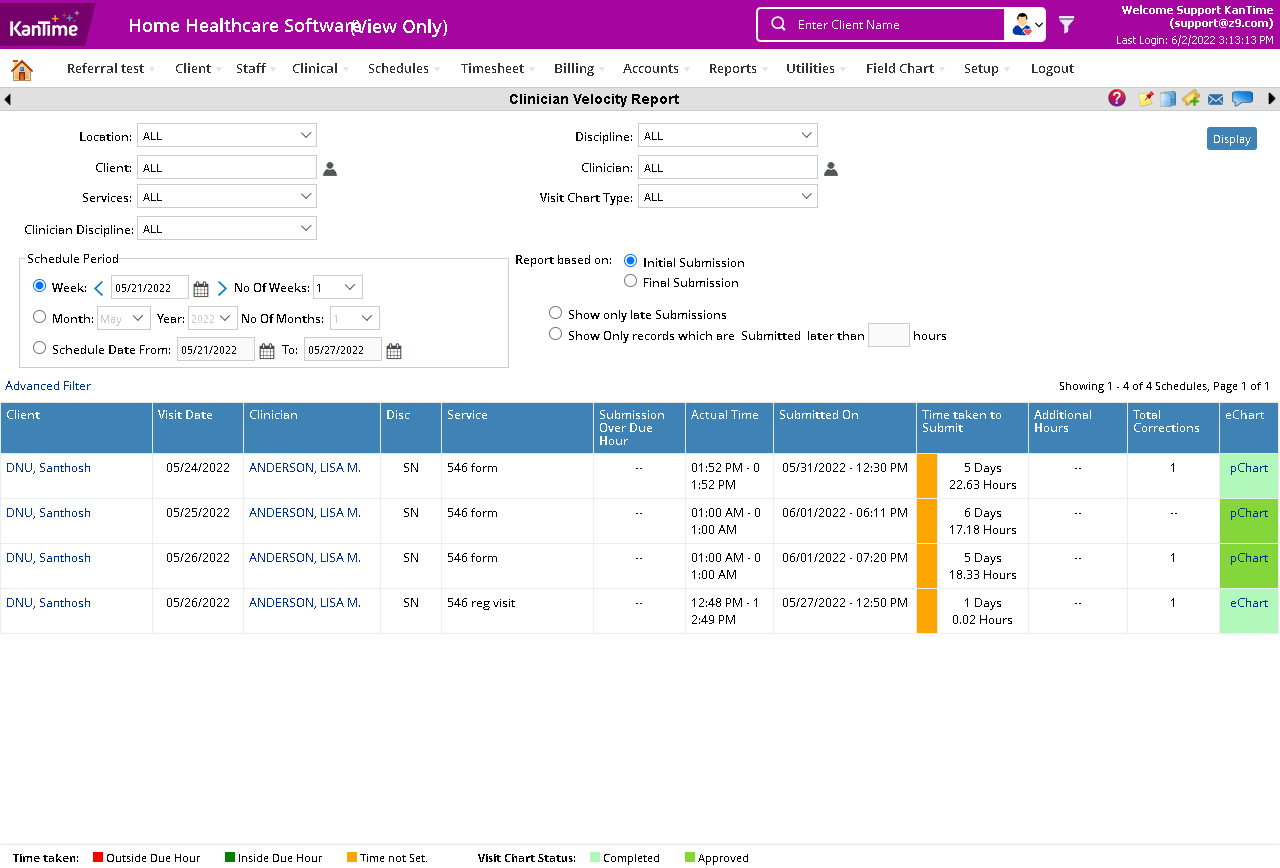 KanTime Home Healthcare Software (View Only) Enter Client Name
Welcome Support KanTime
(support@z9.com)
Last Login: 6/2/2022 3:13:13 PM
Referral test Client Staff Clinical Schedules Timesheet Billing Accounts Reports Utilities Field Chart Setup Logout
Clinician Velocity Report
Location: ALL Discipline: ALL Display
Client: ALL Clinician: ALL
Services: ALL Visit Chart Type: ALL
Clinician Discipline: ALL
Schedule Period
Week: 05/21/2022 No Of Weeks: 1
Month: May Year: 2022 No Of Months: 1
Schedule Date From: 05/21/2022 To: 05/27/2022
Report based on: Initial Submission
Final Submission
Show only late Submissions
Show Only records which are Submitted later than hours
Advanced Filter Showing 1 - 4 of 4 Schedules, Page 1 of 1
Client Visit Date Clinician Disc Service Submission Actual Time Submitted On Time taken to Additional Total eChart
Over Due Submit Hours Corrections
Hour
DNU, Santhosh 05/24/2022 ANDERSON, LISA M. SN 546 form -- 01:52 PM - 0 05/31/2022 - 12:30 PM 5 Days -- 1 pChart
1:52 PM 22.63 Hours
DNU, Santhosh 05/25/2022 ANDERSON, LISA M. SN 546 form -- 01:00 AM - 0 06/01/2022 - 06:11 PM 6 Days -- -- pChart
1:00 AM 17.18 Hours
DNU, Santhosh 05/26/2022 ANDERSON, LISA M. SN 546 form -- 01:00 AM - 0 06/01/2022 - 07:20 PM 5 Days -- 1 pChart
1:00 AM 18.33 Hours
DNU, Santhosh 05/26/2022 ANDERSON, LISA M. SN 546 reg visit -- 12:48 PM - 1 05/27/2022 - 12:50 PM 1 Days -- 1 eChart
2:49 PM 0.02 Hours
Time taken: Outside Due Hour Inside Due Hour Time not Set. Visit Chart Status: Completed Approved